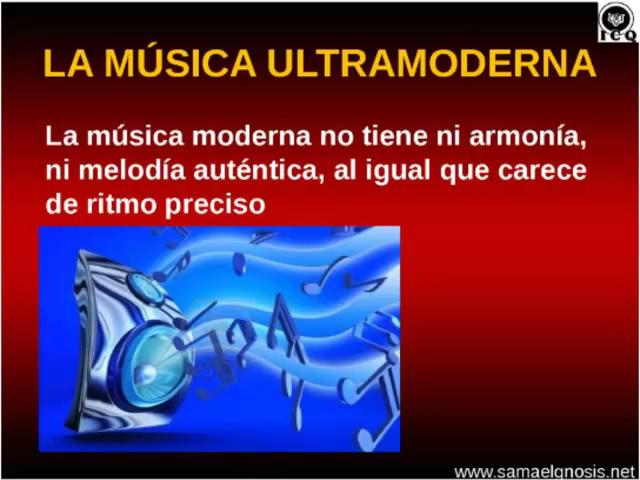 ICQ
LA MÚSICA ULTRAMODERNA
La música moderna no tiene ni armonía,
ni melodía auténtica, al igual que carece
de ritmo preciso
www.samaelgnosis.net